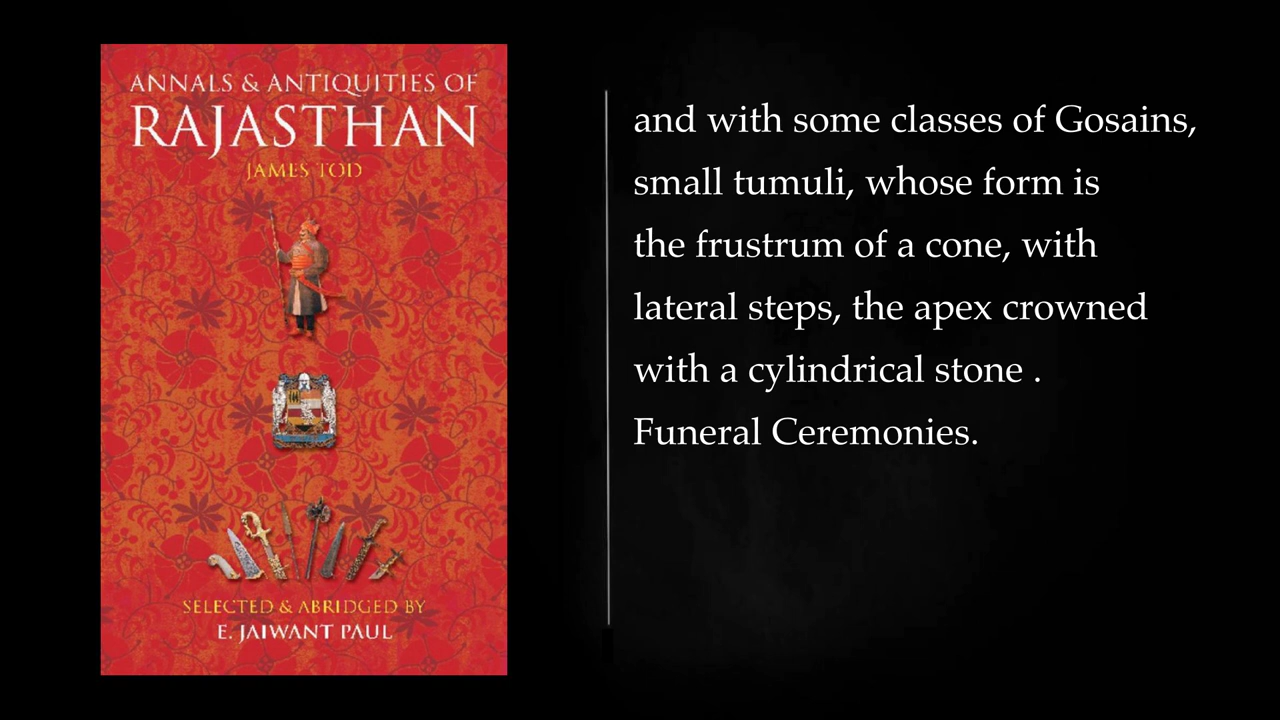 ANNALS & ANTIQUITIES OF
RAJASTHAN
JAMES TOD
SELECTED & ABRIDGED BY
E. JAIWANT PAUL
and with some classes of Gosains,
small tumuli, whose form is
the frustrum of a cone, with
lateral steps, the apex crowned
with a cylindrical stone .
Funeral Ceremonies.